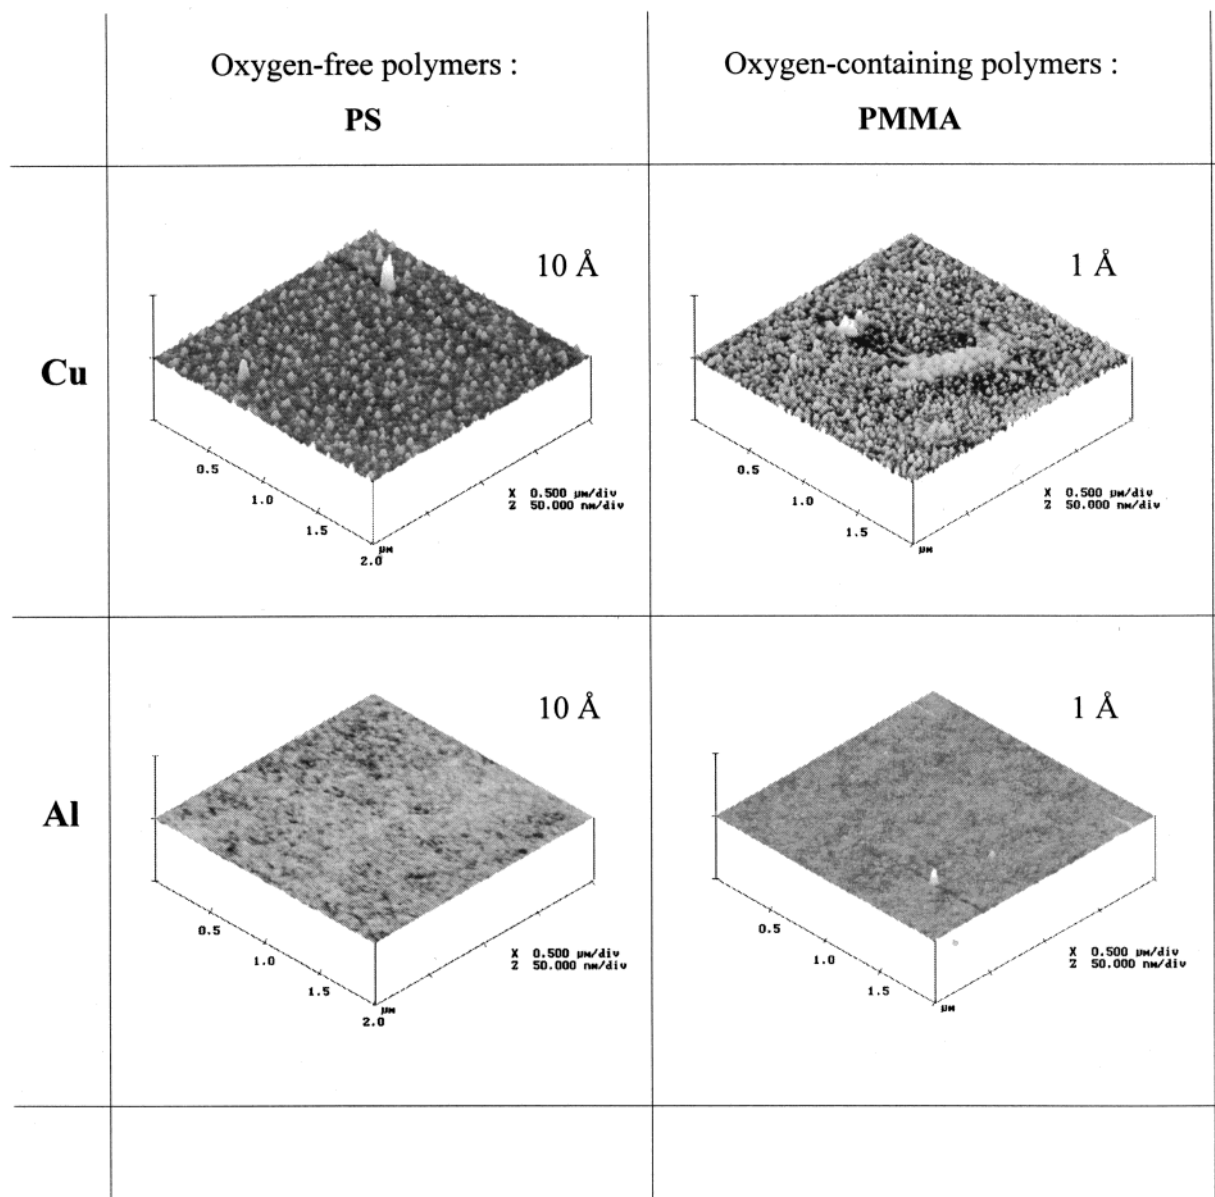 Oxygen-free polymers :
PS
Oxygen-containing polymers :
PMMA
Cu
10 Å
0.5
1.0
1.5
2.0
µM
X 0.500 µM/div
Z 50.000 nM/div
1 Å
0.5
1.0
1.5
µM
X 0.500 µM/div
Z 50.000 nM/div
Al
10 Å
0.5
1.0
1.5
2.0
µM
X 0.500 µM/div
Z 50.000 nM/div
1 Å
0.5
1.0
1.5
µM
X 0.500 µM/div
Z 50.000 nM/div